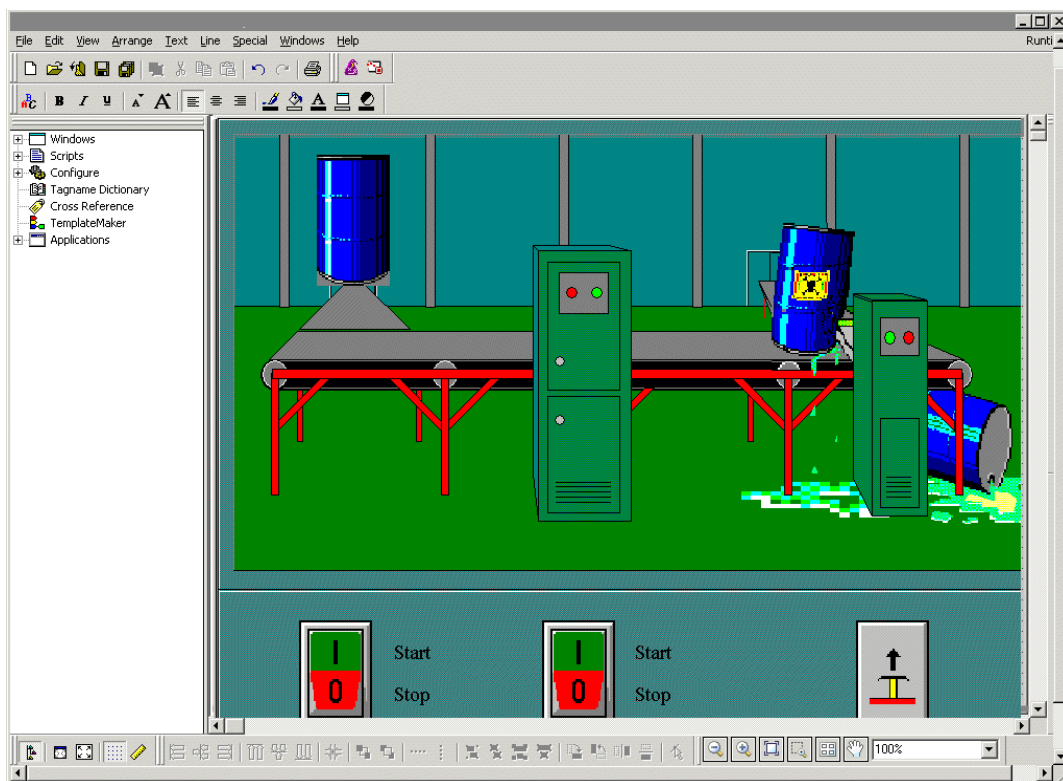 File Edit View Arrange Text Line Special Windows Help
Runti
ABC B I U A A A
Windows
Scripts
Configure
Tagname Dictionary
Cross Reference
TemplateMaker
Applications
I Start I Start
0 Stop 0 Stop
100%